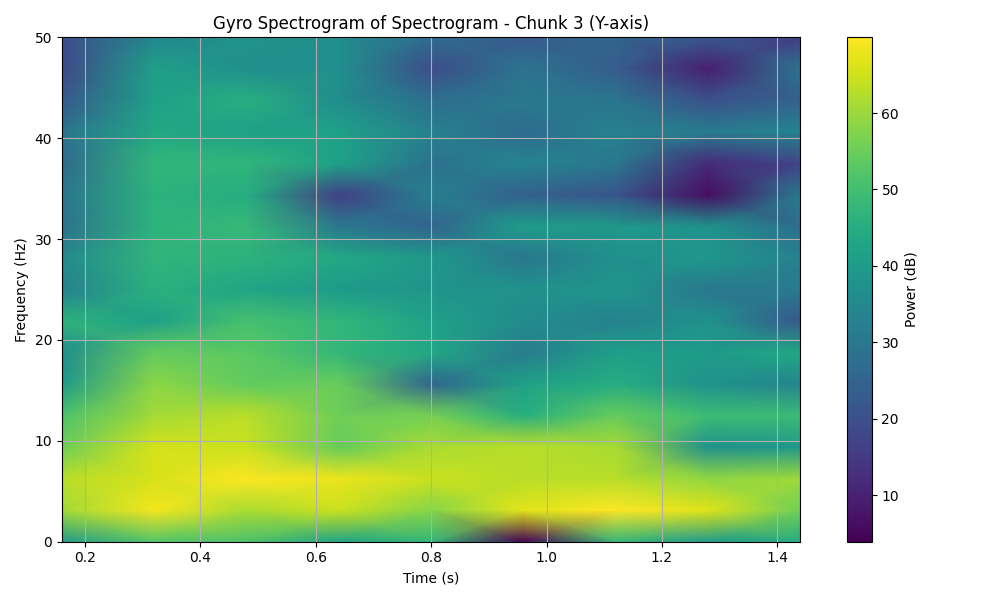 Gyro Spectrogram of Spectrogram - Chunk 3 (Y-axis)
Frequency (Hz)
50
40
30
20
10
0
0.2 0.4 0.6 0.8 1.0 1.2 1.4
Time (s)
60
50
40
30
20
10
Power (dB)